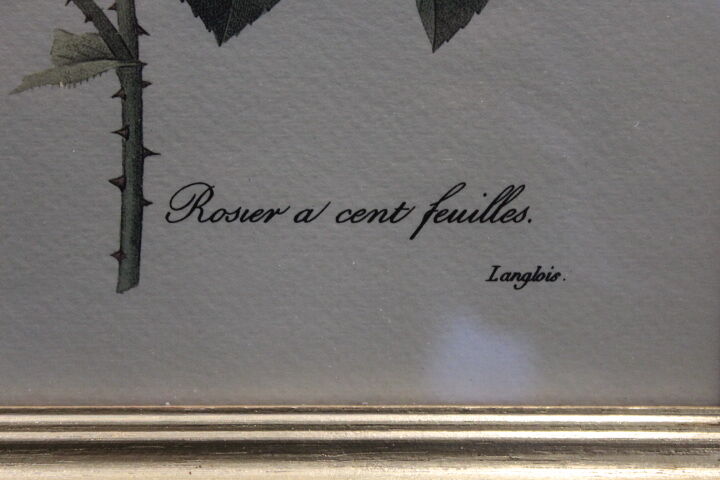 Rosier a cent feuilles.
Langlois.